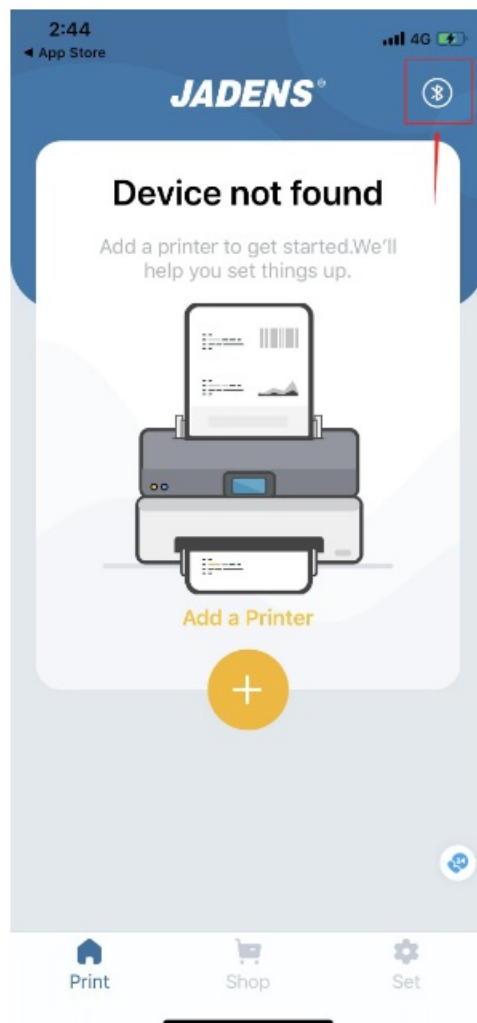 2:44
4G
◀ App Store
JADENS®
Device not found
Add a printer to get started.We'll
help you set things up.
Add a Printer
+
24
Print
Shop
Set